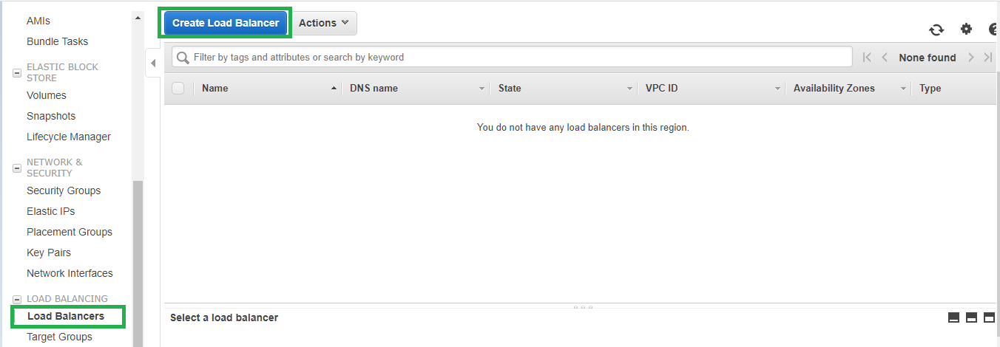 AMIs
Bundle Tasks
ELASTIC BLOCK
STORE
Volumes
Snapshots
Lifecycle Manager
NETWORK &
SECURITY
Security Groups
Elastic IPs
Placement Groups
Key Pairs
Network Interfaces
LOAD BALANCING
Load Balancers
Target Groups
Create Load Balancer Actions
Filter by tags and attributes or search by keyword None found
Name DNS name State VPC ID Availability Zones Type
You do not have any load balancers in this region.
Select a load balancer